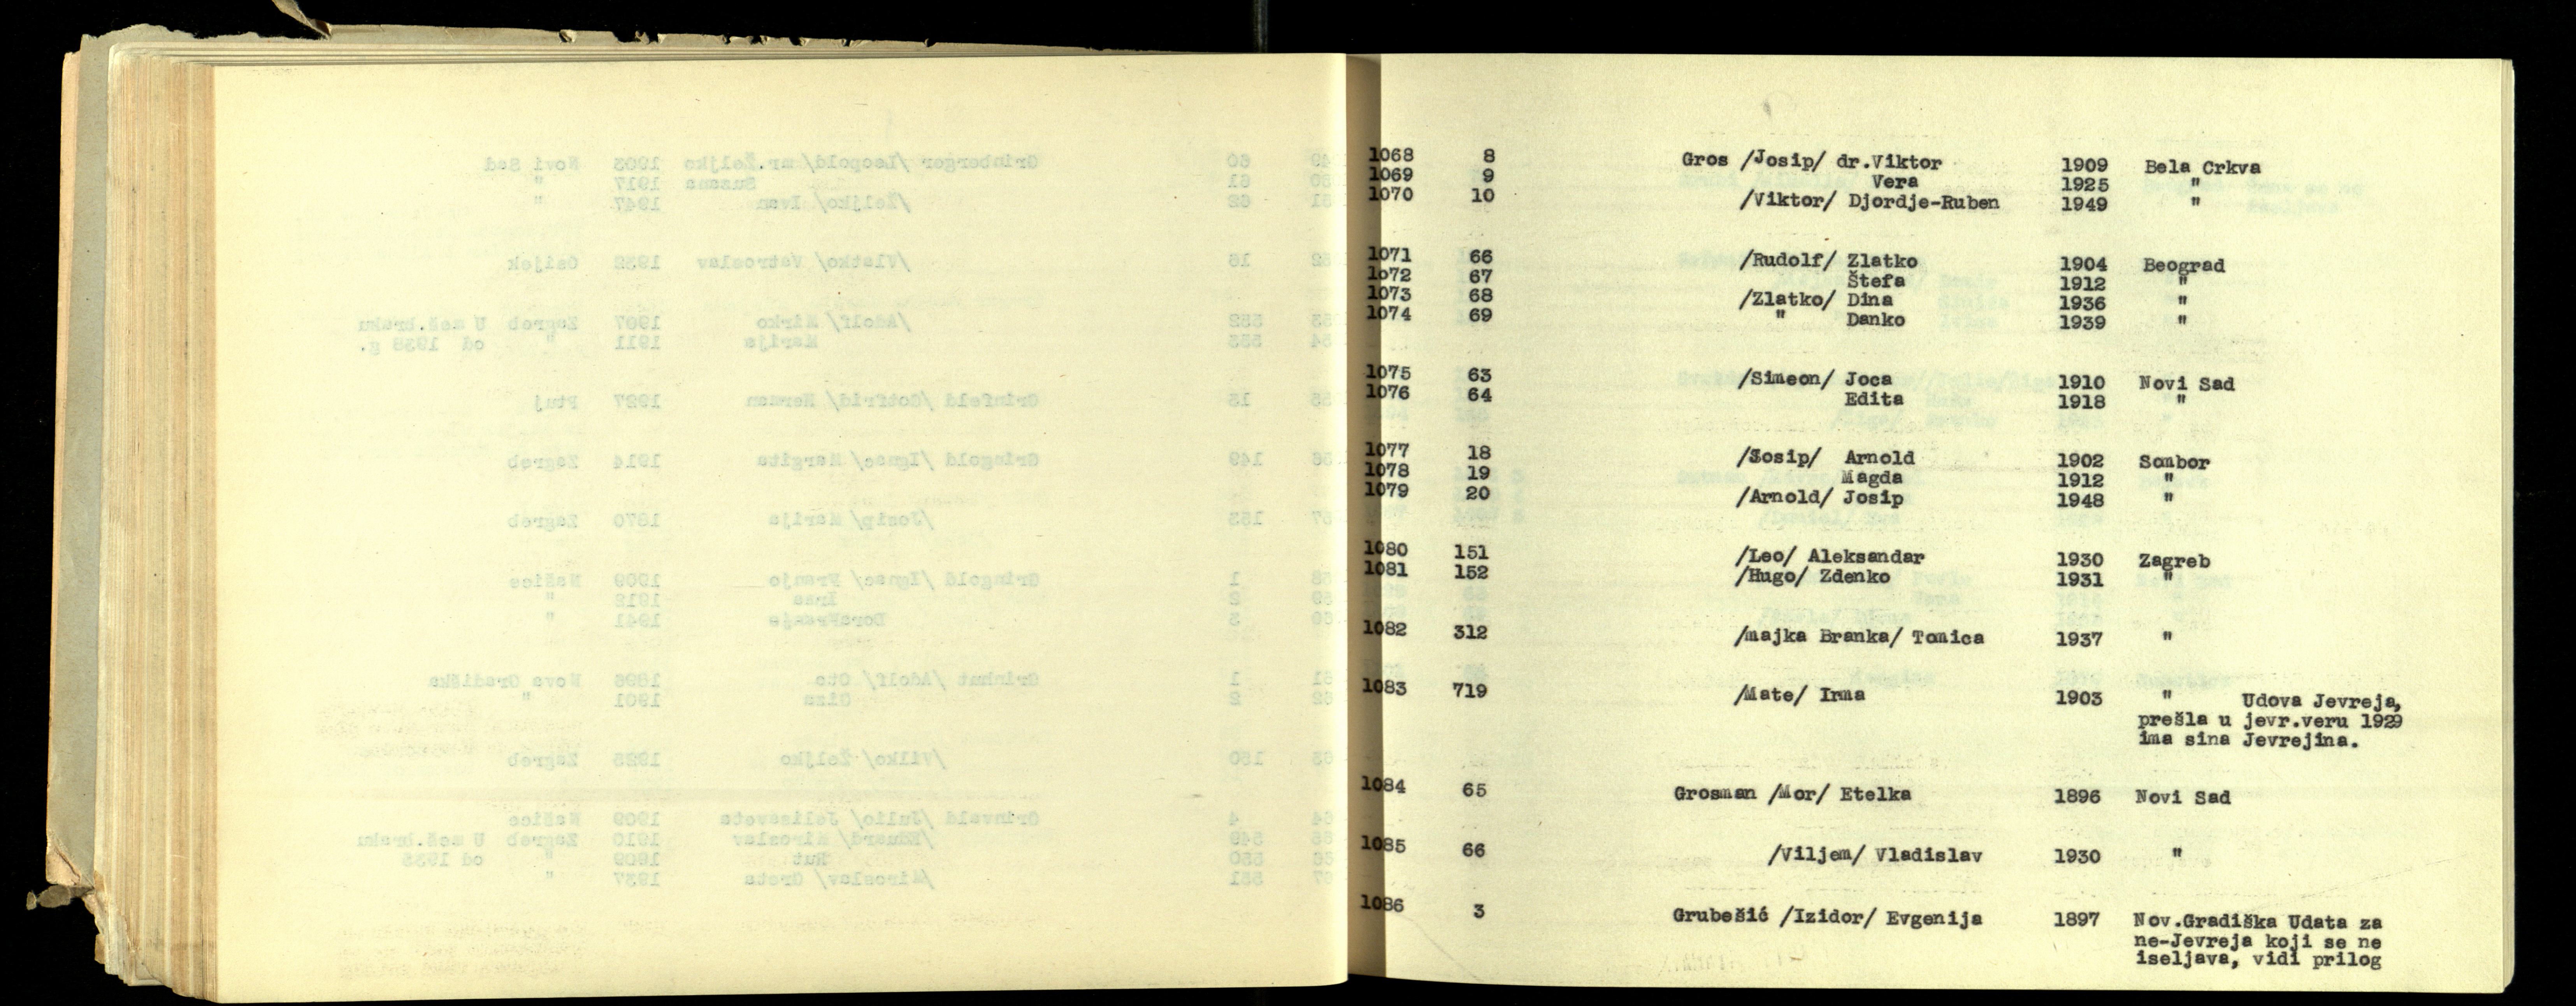 1068 8 Gros /Josip/ dr.Viktor 1909 Bela Crkva
1069 9 Vera 1925 "
1070 10 /Viktor/ Djordje-Ruben 1949 "
1071 66 /Rudolf/ Zlatko 1904 Beograd
1072 67 Štefa 1912 "
1073 68 /Zlatko/ Dina 1936 "
1074 69 " Danko 1939 "
1075 63 /Simeon/ Joca 1910 Novi Sad
1076 64 Edita 1918 "
1077 18 /Josip/ Arnold 1902 Sombor
1078 19 Magda 1912 "
1079 20 /Arnold/ Josip 1948 "
1080 151 /Leo/ Aleksandar 1930 Zagreb
1081 152 /Hugo/ Zdenko 1931 "
1082 312 /majka Branka/ Tomica 1937 "
1083 719 /Mate/ Irma 1903 " Udova Jevreja,
prešla u jevr.veru 1929
ima sina Jevrejina.
1084 65 Grosman /Mor/ Etelka 1896 Novi Sad
1085 66 /Viljem/ Vladislav 1930 "
1086 3 Grubešić /Izidor/ Evgenija 1897 Nov.Gradiška Udata za
ne-Jevreja koji se ne
iseljava, vidi prilog